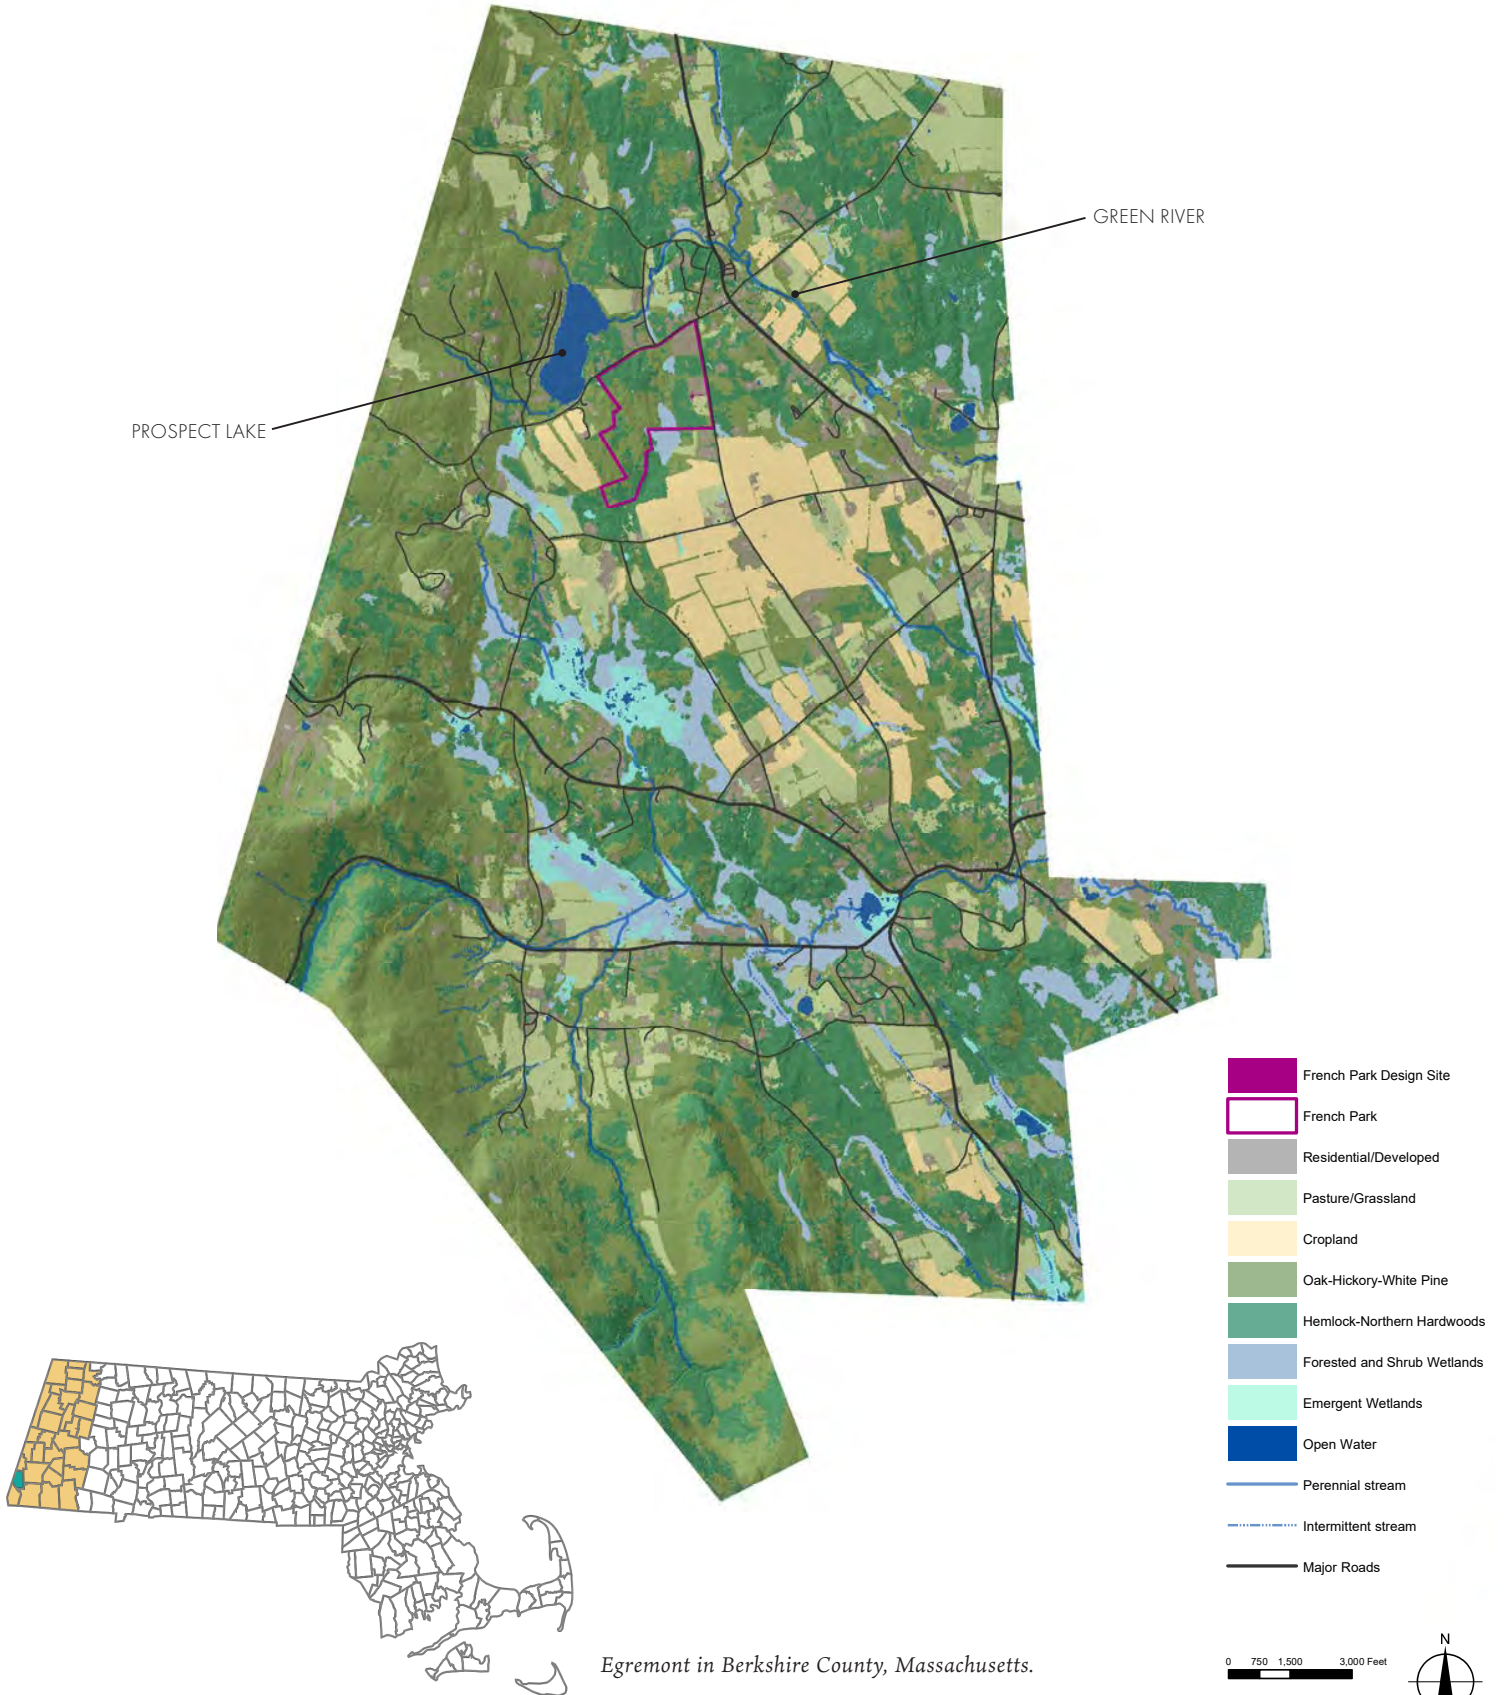 GREEN RIVER
PROSPECT LAKE
French Park Design Site
French Park
Residential/Developed
Pasture/Grassland
Cropland
Oak-Hickory-White Pine
Hemlock-Northern Hardwoods
Forested and Shrub Wetlands
Emergent Wetlands
Open Water
Perennial stream
Intermittent stream
Major Roads
Egremont in Berkshire County, Massachusetts.
0 750 1,500 3,000 Feet
N